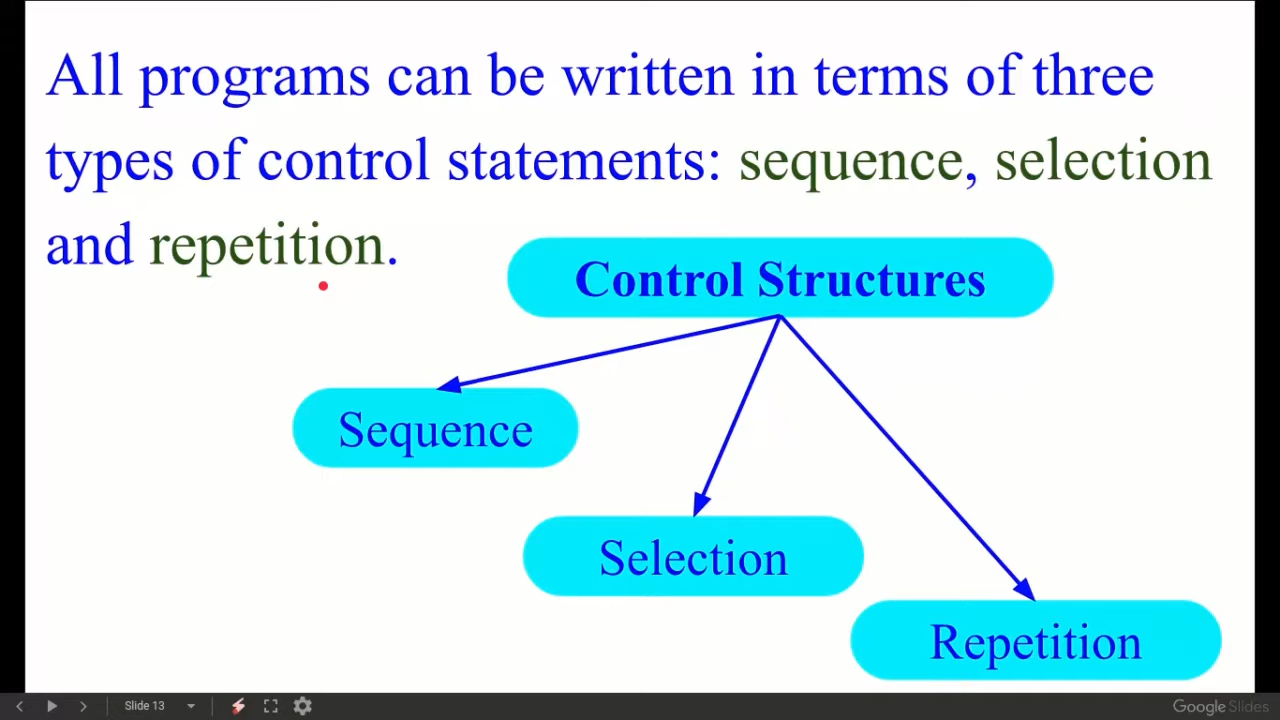 All programs can be written in terms of three
types of control statements: sequence, selection
and repetition.
Control Structures
Sequence
Selection
Repetition
Slide 13
Google Slides